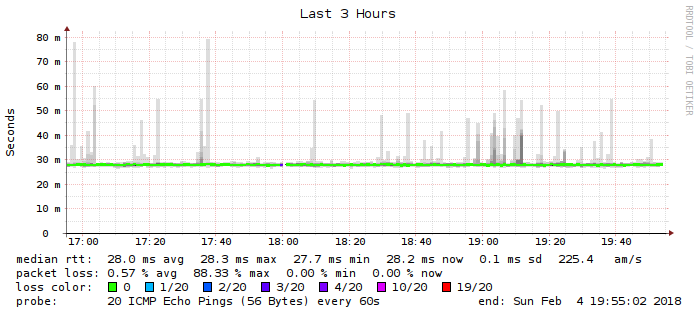 Last 3 Hours
RRDTOOL / TOBI OETIKER
Seconds
80 m
70 m
60 m
50 m
40 m
30 m
20 m
10 m
0
17:00 17:20 17:40 18:00 18:20 18:40 19:00 19:20 19:40
median rtt: 28.0 ms avg 28.3 ms max 27.7 ms min 28.2 ms now 0.1 ms sd 225.4 am/s
packet loss: 0.57 % avg 88.33 % max 0.00 % min 0.00 % now
loss color: 0 1/20 2/20 3/20 4/20 10/20 19/20
probe: 20 ICMP Echo Pings (56 Bytes) every 60s end: Sun Feb 4 19:55:02 2018